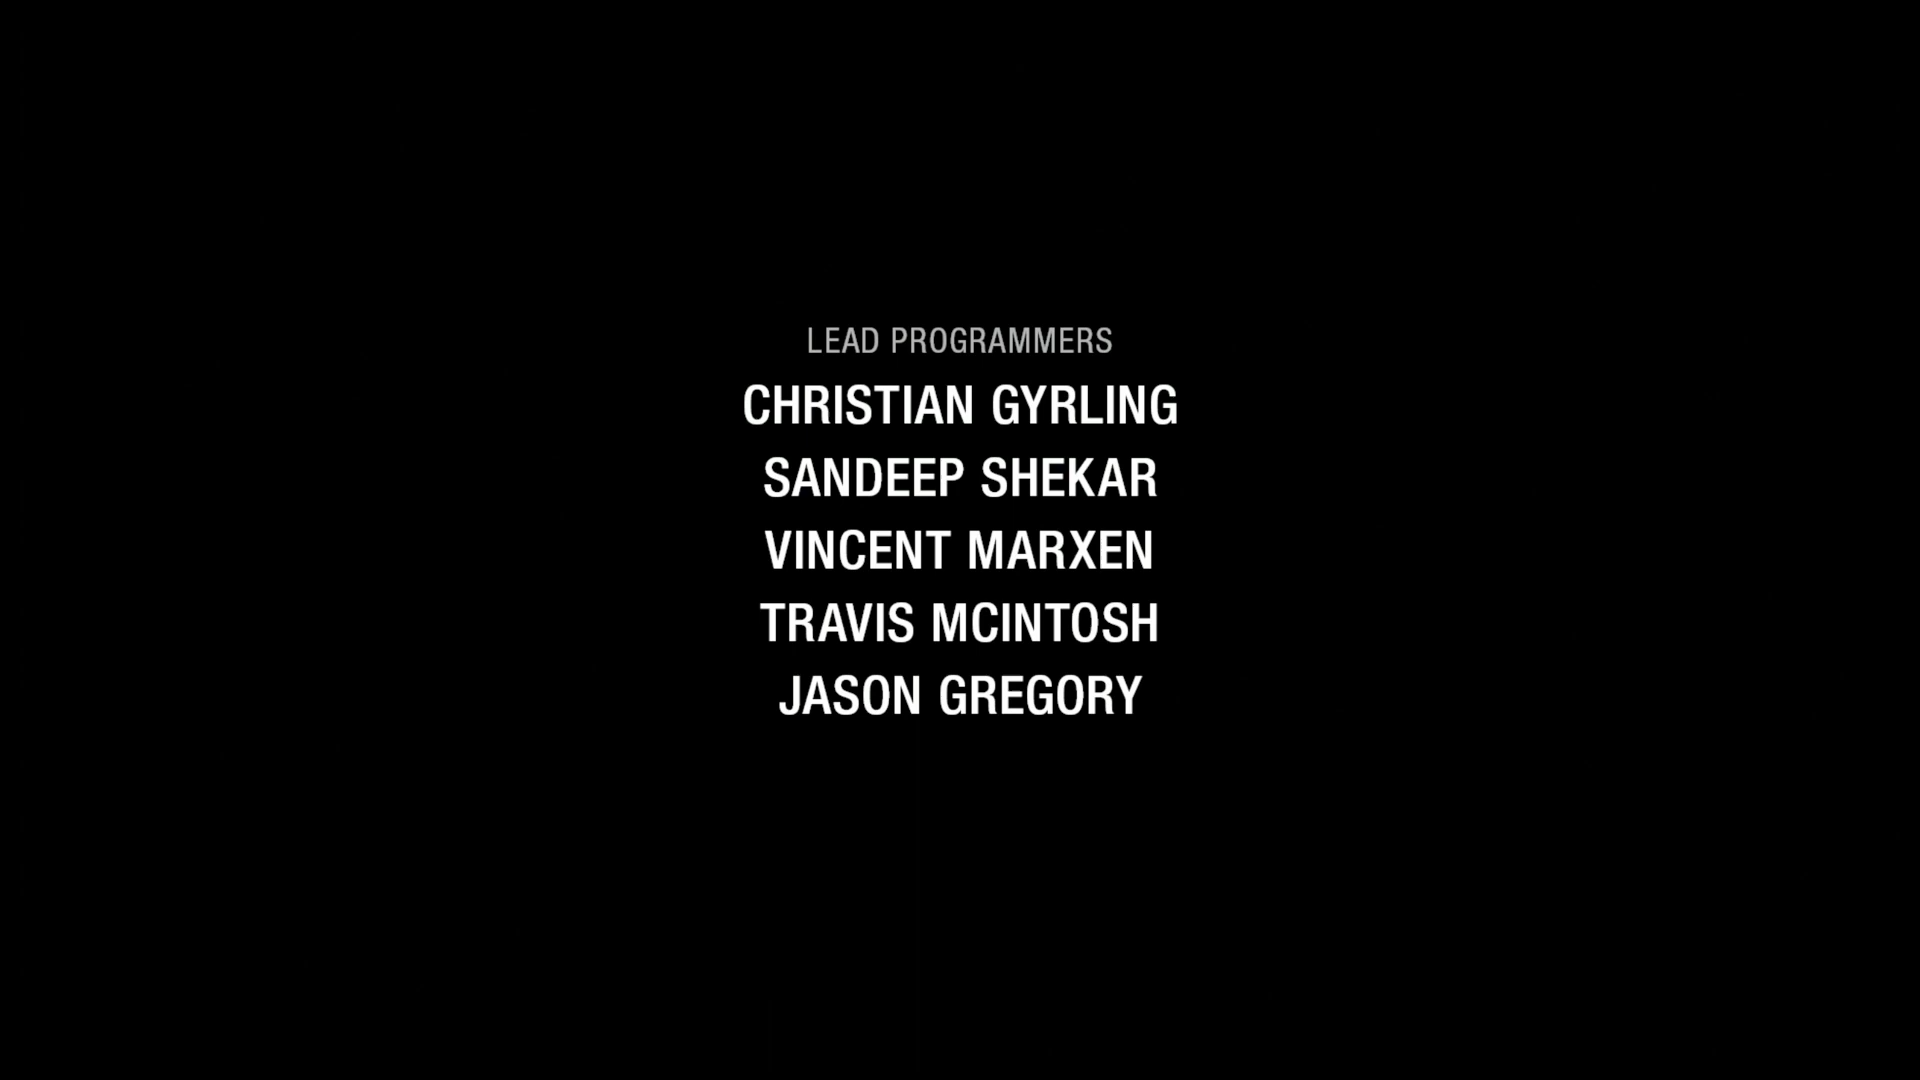 LEAD PROGRAMMERS
CHRISTIAN GYRLING
SANDEEP SHEKAR
VINCENT MARXEN
TRAVIS MCINTOSH
JASON GREGORY